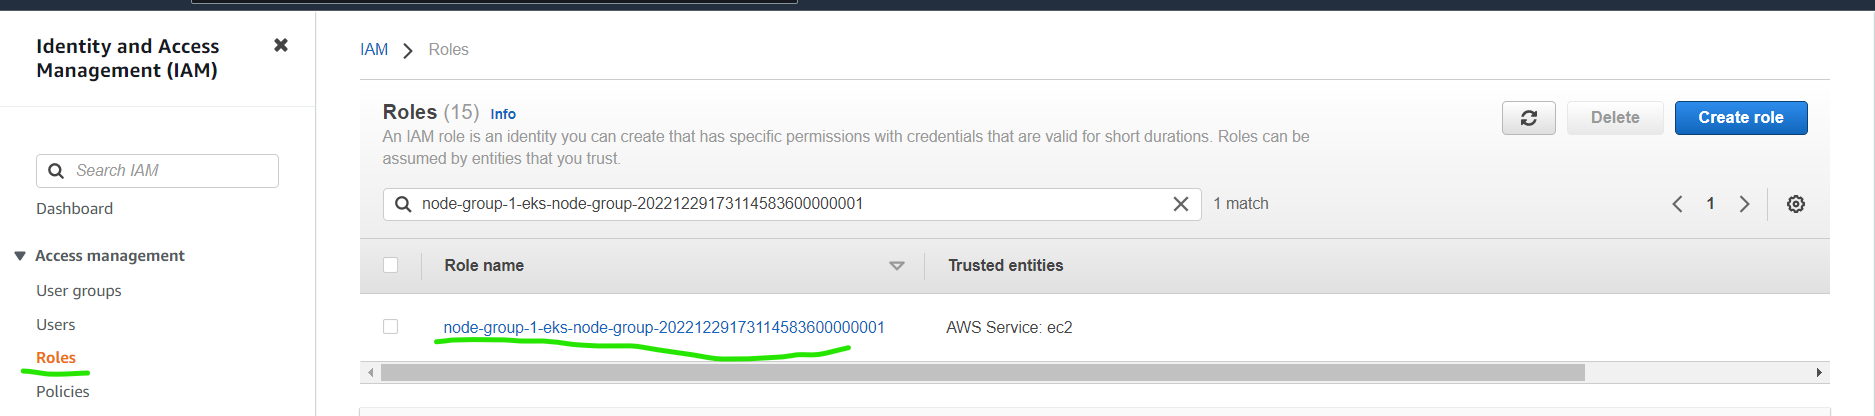 Identity and Access
Management (IAM)
Search IAM
Dashboard
Access management
User groups
Users
Roles
Policies
IAM > Roles
Roles (15) Info
An IAM role is an identity you can create that has specific permissions with credentials that are valid for short durations. Roles can be
assumed by entities that you trust.
Delete
Create role
node-group-1-eks-node-group-20221229173114583600000001
1 match
1
Role name
Trusted entities
node-group-1-eks-node-group-20221229173114583600000001
AWS Service: ec2